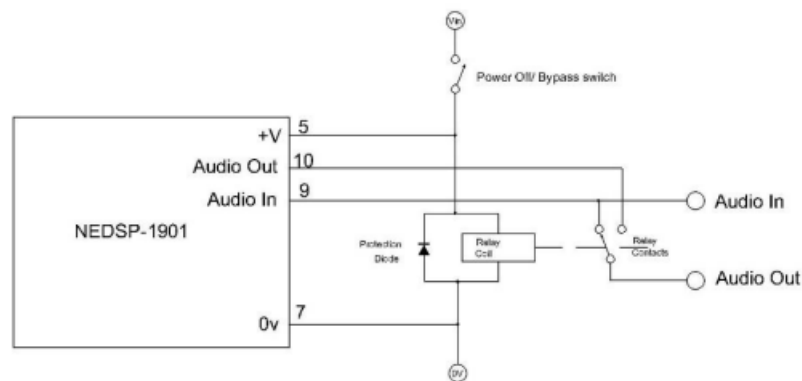 Vin
Power Off/ Bypass switch
+V
5
Audio Out
10
Audio In
9
NEDSP-1901
Audio In
Protection
Diode
Relay
Coil
Relay
Contacts
Audio Out
0v
7
0V